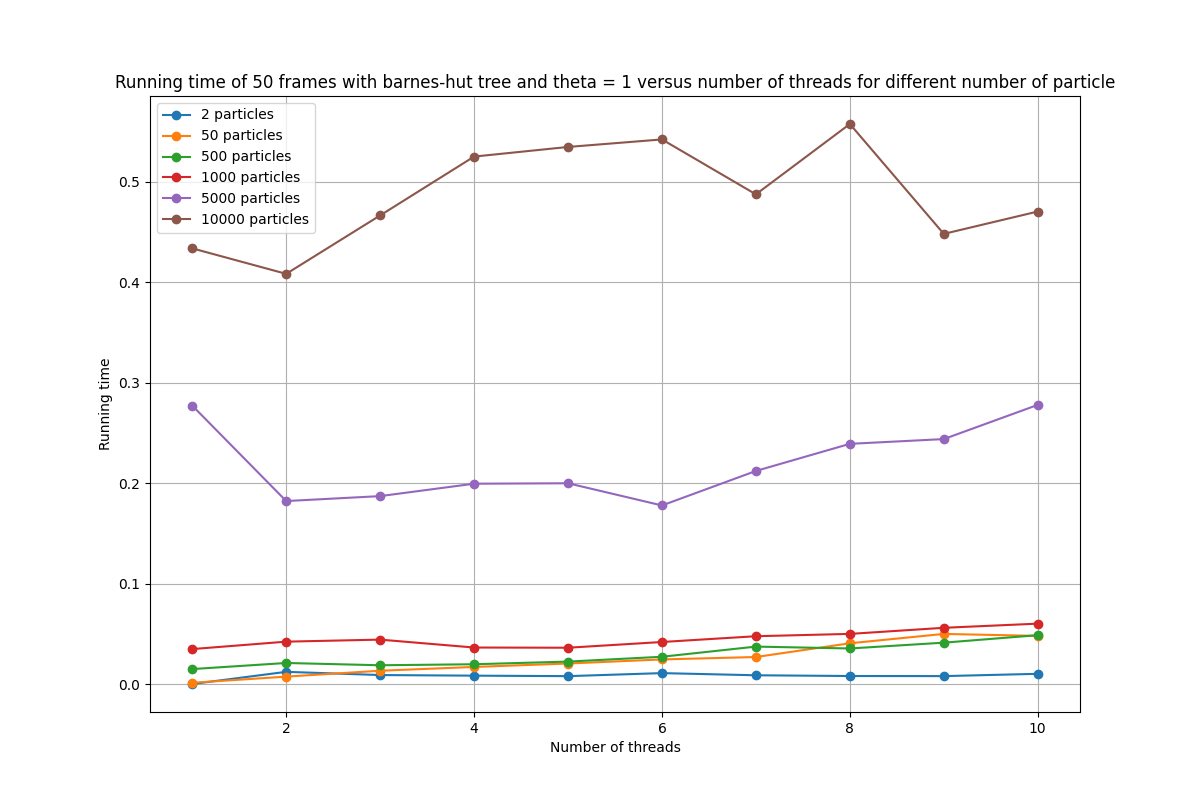 Running time of 50 frames with barnes-hut tree and theta = 1 versus number of threads for different number of particle
2 particles
50 particles
500 particles
1000 particles
5000 particles
10000 particles
0.5
0.4
0.3
0.2
0.1
0.0
Running time
2 4 6 8 10
Number of threads